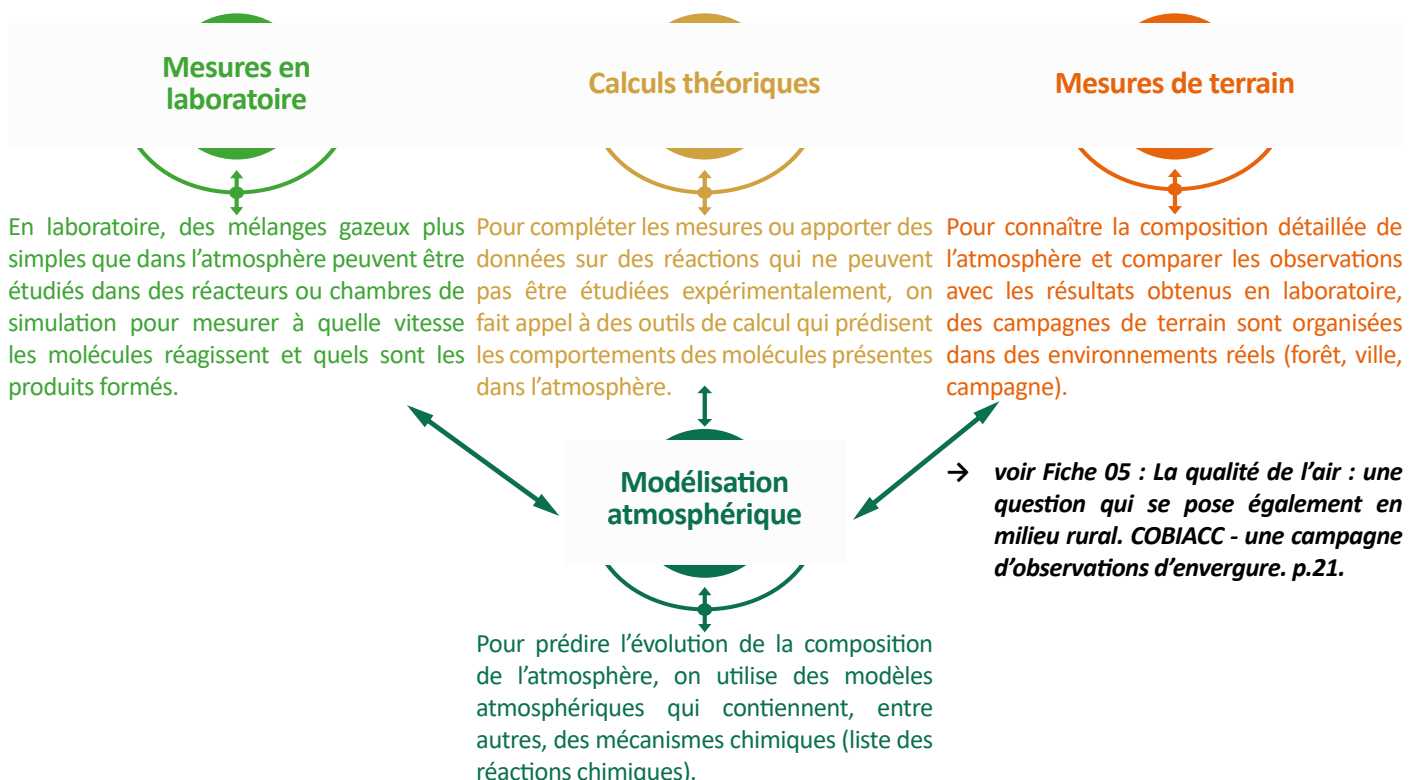 Mesures en
laboratoire
Calculs théoriques
Mesures de terrain
En laboratoire, des mélanges gazeux plus
simples que dans l’atmosphère peuvent être
étudiés dans des réacteurs ou chambres de
simulation pour mesurer à quelle vitesse
les molécules réagissent et quels sont les
produits formés.
Pour compléter les mesures ou apporter des
données sur des réactions qui ne peuvent
pas être étudiées expérimentalement, on
fait appel à des outils de calcul qui prédisent
les comportements des molécules présentes
dans l’atmosphère.
Pour connaître la composition détaillée de
l’atmosphère et comparer les observations
avec les résultats obtenus en laboratoire,
des campagnes de terrain sont organisées
dans des environnements réels (forêt, ville,
campagne).
→ voir Fiche 05 : La qualité de l’air : une
question qui se pose également en
milieu rural. COBIACC - une campagne
d’observations d’envergure. p.21.
Modélisation
atmosphérique
Pour prédire l’évolution de la composition
de l’atmosphère, on utilise des modèles
atmosphériques qui contiennent, entre
autres, des mécanismes chimiques (liste des
réactions chimiques).